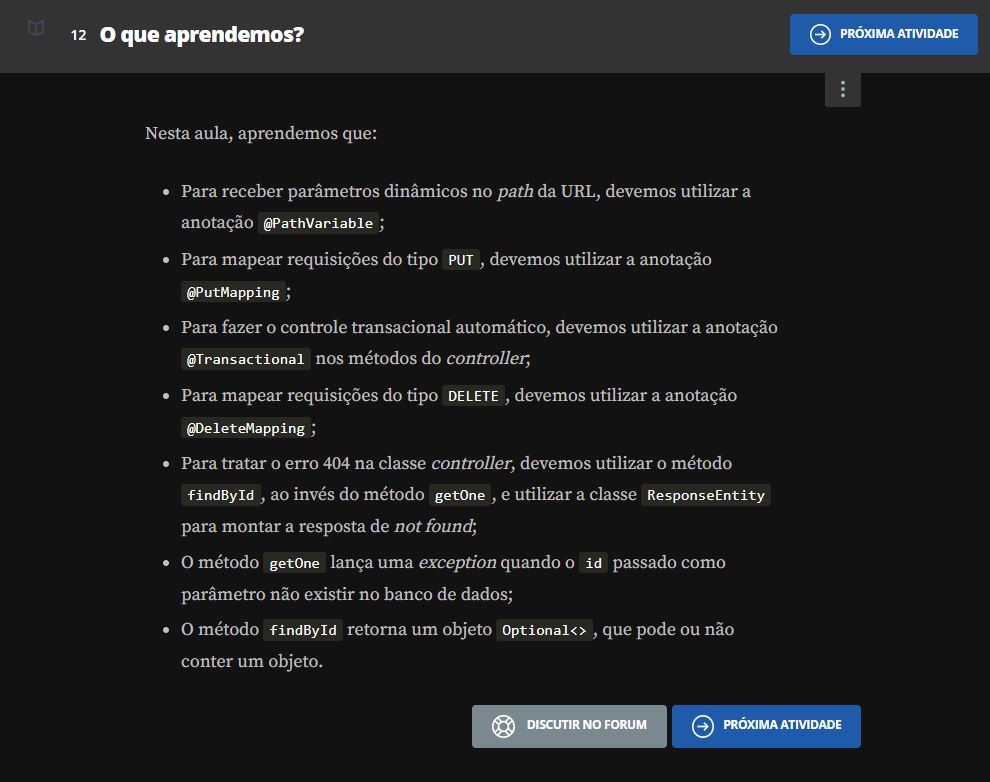 12 O que aprendemos?
PRÓXIMA ATIVIDADE
Nesta aula, aprendemos que:
• Para receber parâmetros dinâmicos no path da URL, devemos utilizar a
anotação @PathVariable;
• Para mapear requisições do tipo PUT, devemos utilizar a anotação
@PutMapping;
• Para fazer o controle transacional automático, devemos utilizar a anotação
@Transactional nos métodos do controller;
• Para mapear requisições do tipo DELETE, devemos utilizar a anotação
@DeleteMapping;
• Para tratar o erro 404 na classe controller, devemos utilizar o método
findById, ao invés do método getOne, e utilizar a classe ResponseEntity
para montar a resposta de not found;
• O método getOne lança uma exception quando o id passado como
parâmetro não existir no banco de dados;
• O método findById retorna um objeto Optional<>, que pode ou não
conter um objeto.
DISCUTIR NO FORUM
PRÓXIMA ATIVIDADE